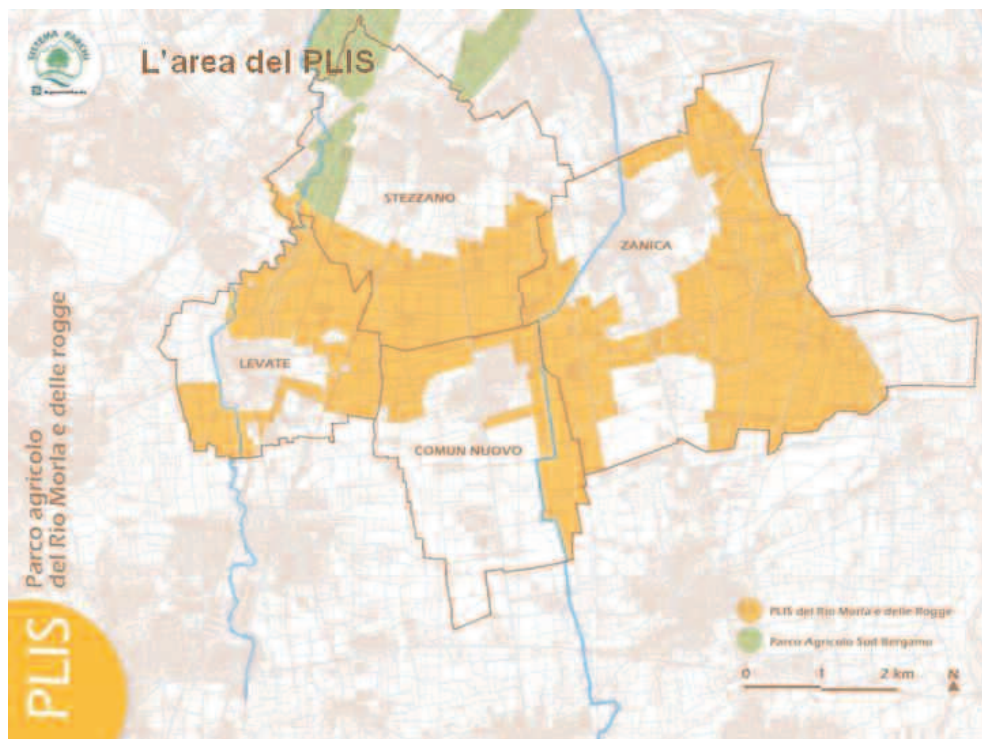 SISTEMA PARCHI
L'area del PLIS
STEZZANO
ZANICA
LEVATE
COMUN NUOVO
Parco agricolo
del Rio Morla e delle rogge
PLIS
PLIS del Rio Morla e delle Rogge
Parco Agricolo Sud Bergamo
0 1 2 km N